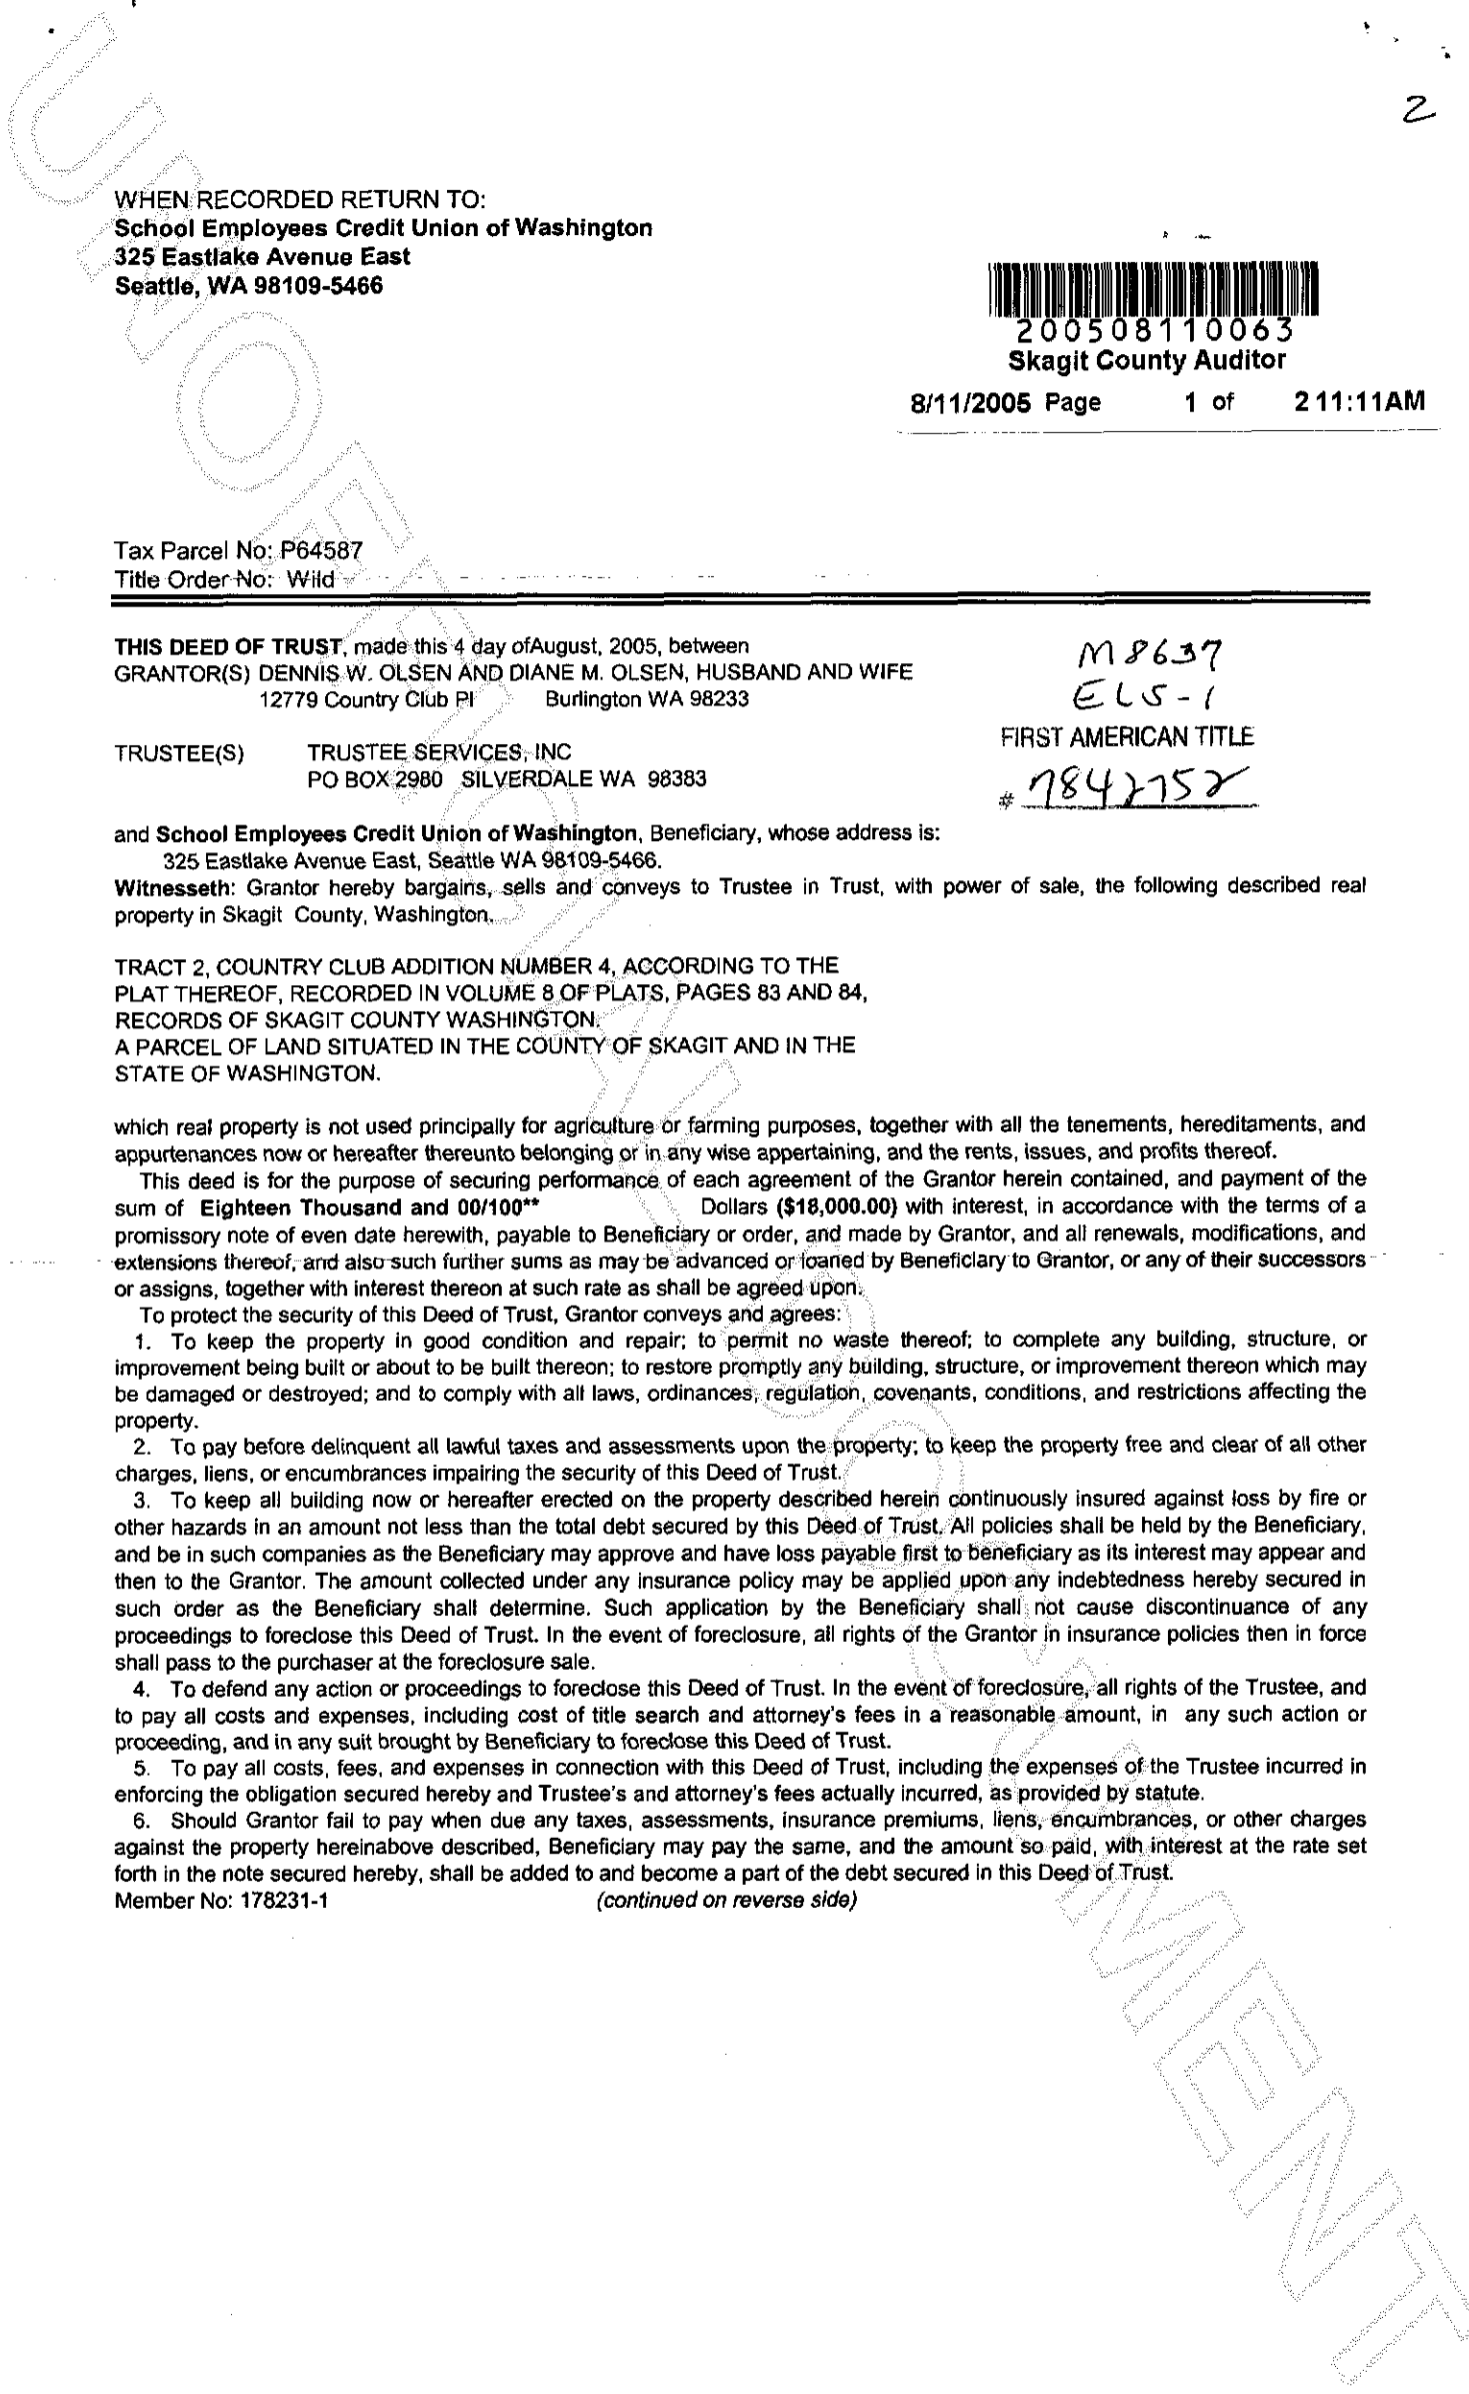 2
WHEN RECORDED RETURN TO:
School Employees Credit Union of Washington
325 Eastlake Avenue East
Seattle, WA 98109-5466
200508110063
Skagit County Auditor
8/11/2005 Page 1 of 2 11:11AM
Tax Parcel No: P64587
Title Order No: Wild
THIS DEED OF TRUST, made this 4 day ofAugust, 2005, between
GRANTOR(S) DENNIS W. OLSEN AND DIANE M. OLSEN, HUSBAND AND WIFE
12779 Country Club Pl Burlington WA 98233
M8637
ELS-1
FIRST AMERICAN TITLE
# 7842752
TRUSTEE(S) TRUSTEE SERVICES, INC
PO BOX 2980 SILVERDALE WA 98383
and School Employees Credit Union of Washington, Beneficiary, whose address is:
325 Eastlake Avenue East, Seattle WA 98109-5466.
Witnesseth: Grantor hereby bargains, sells and conveys to Trustee in Trust, with power of sale, the following described real
property in Skagit County, Washington.
TRACT 2, COUNTRY CLUB ADDITION NUMBER 4, ACCORDING TO THE
PLAT THEREOF, RECORDED IN VOLUME 8 OF PLATS, PAGES 83 AND 84,
RECORDS OF SKAGIT COUNTY WASHINGTON.
A PARCEL OF LAND SITUATED IN THE COUNTY OF SKAGIT AND IN THE
STATE OF WASHINGTON.
which real property is not used principally for agriculture or farming purposes, together with all the tenements, hereditaments, and
appurtenances now or hereafter thereunto belonging or in any wise appertaining, and the rents, issues, and profits thereof.
This deed is for the purpose of securing performance of each agreement of the Grantor herein contained, and payment of the
sum of Eighteen Thousand and 00/100** Dollars ($18,000.00) with interest, in accordance with the terms of a
promissory note of even date herewith, payable to Beneficiary or order, and made by Grantor, and all renewals, modifications, and
extensions thereof, and also such further sums as may be advanced or loaned by Beneficiary to Grantor, or any of their successors
or assigns, together with interest thereon at such rate as shall be agreed upon.
To protect the security of this Deed of Trust, Grantor conveys and agrees:
1. To keep the property in good condition and repair; to permit no waste thereof; to complete any building, structure, or
improvement being built or about to be built thereon; to restore promptly any building, structure, or improvement thereon which may
be damaged or destroyed; and to comply with all laws, ordinances, regulation, covenants, conditions, and restrictions affecting the
property.
2. To pay before delinquent all lawful taxes and assessments upon the property; to keep the property free and clear of all other
charges, liens, or encumbrances impairing the security of this Deed of Trust.
3. To keep all building now or hereafter erected on the property described herein continuously insured against loss by fire or
other hazards in an amount not less than the total debt secured by this Deed of Trust. All policies shall be held by the Beneficiary,
and be in such companies as the Beneficiary may approve and have loss payable first to beneficiary as its interest may appear and
then to the Grantor. The amount collected under any insurance policy may be applied upon any indebtedness hereby secured in
such order as the Beneficiary shall determine. Such application by the Beneficiary shall not cause discontinuance of any
proceedings to foreclose this Deed of Trust. In the event of foreclosure, all rights of the Grantor in insurance policies then in force
shall pass to the purchaser at the foreclosure sale.
4. To defend any action or proceedings to foreclose this Deed of Trust. In the event of foreclosure, all rights of the Trustee, and
to pay all costs and expenses, including cost of title search and attorney's fees in a reasonable amount, in any such action or
proceeding, and in any suit brought by Beneficiary to foreclose this Deed of Trust.
5. To pay all costs, fees, and expenses in connection with this Deed of Trust, including the expenses of the Trustee incurred in
enforcing the obligation secured hereby and Trustee's and attorney's fees actually incurred, as provided by statute.
6. Should Grantor fail to pay when due any taxes, assessments, insurance premiums, liens, encumbrances, or other charges
against the property hereinabove described, Beneficiary may pay the same, and the amount so paid, with interest at the rate set
forth in the note secured hereby, shall be added to and become a part of the debt secured in this Deed of Trust.
Member No: 178231-1 (continued on reverse side)
UNOFFICIAL DOCUMENT